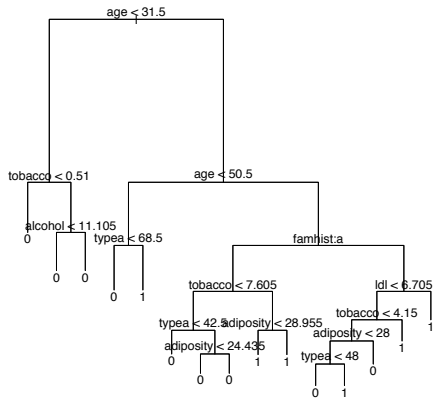 age < 31.5
tobacco < 0.51
age < 50.5
alcohol < 11.105
0
typea < 68.5
famhist:a
0
0
0
1
tobacco < 7.605
ldl < 6.705
typea < 42.5
adiposity < 28.955
tobacco < 4.15
1
0
adiposity < 24.435
1
1
adiposity < 28
1
0
0
typea < 48
0
0
1